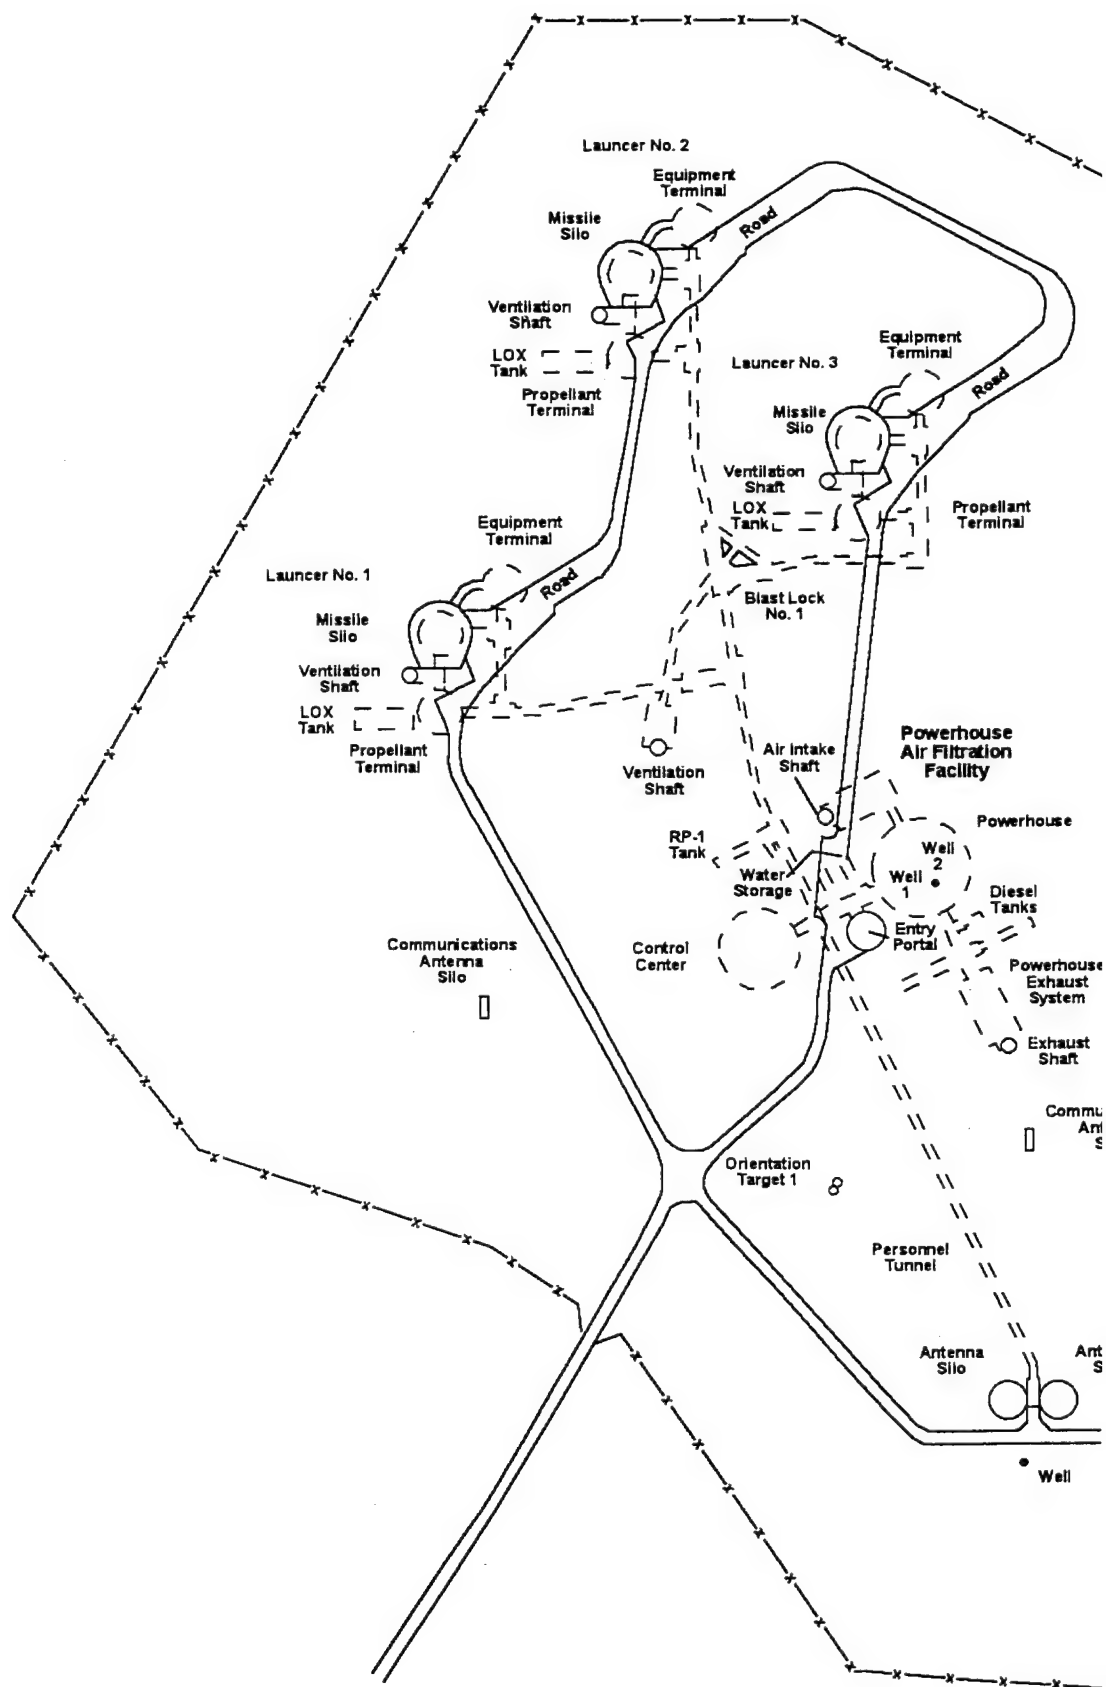 Launcer No. 2
Equipment
Terminal
Missile
Silo
Road
Ventilation
Shaft
LOX
Tank
Propellant
Terminal
Launcer No. 3
Equipment
Terminal
Road
Missile
Silo
Ventilation
Shaft
LOX
Tank
Propellant
Terminal
Equipment
Terminal
Launcer No. 1
Road
Missile
Silo
Ventilation
Shaft
LOX
Tank
Propellant
Terminal
Blast Lock
No. 1
Ventilation
Shaft
Air Intake
Shaft
Powerhouse
Air Filtration
Facility
Powerhouse
RP-1
Tank
Water
Storage
Well
2
Well
1
Diesel
Tanks
Entry
Portal
Control
Center
Communications
Antenna
Silo
Powerhouse
Exhaust
System
Exhaust
Shaft
Commu
Ant
S
Orientation
Target 1
Personnel
Tunnel
Antenna
Silo
Ant
S
Well